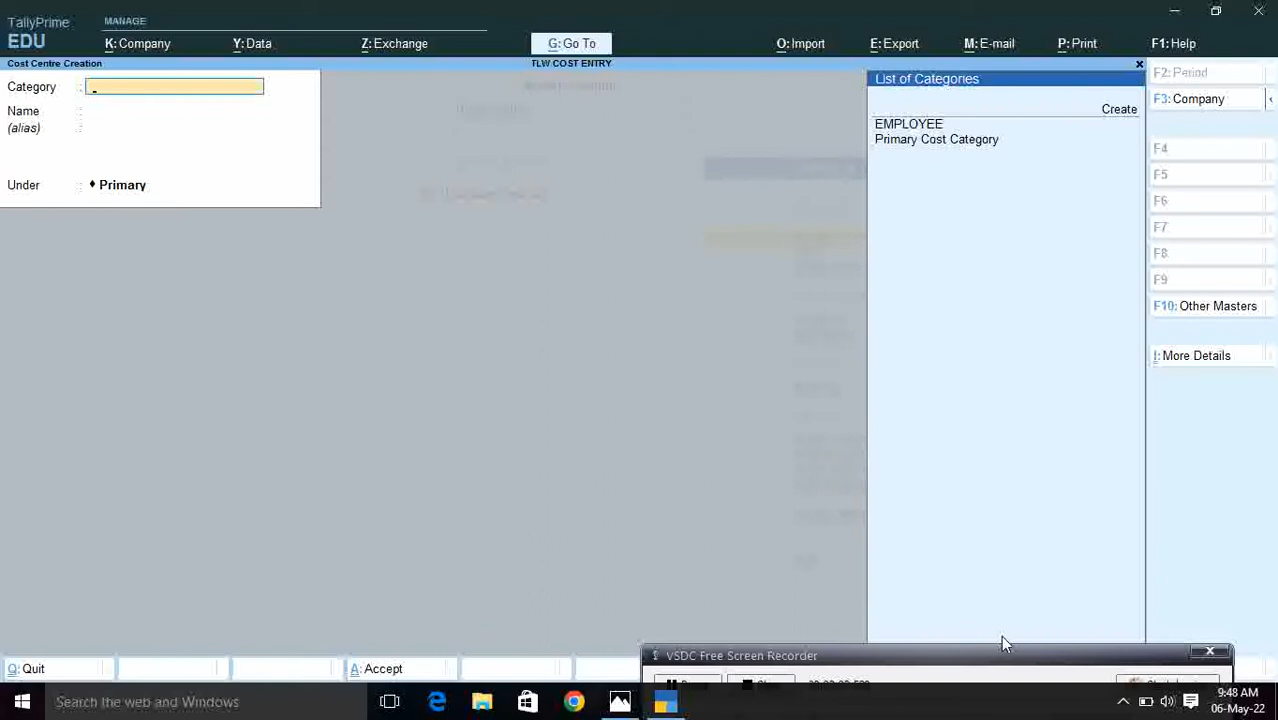 TallyPrime
EDU
MANAGE
K: Company
Y: Data
Z: Exchange
G: Go To
O: Import
E: Export
M: E-mail
P: Print
F1: Help
Cost Centre Creation
TLW COST ENTRY
Category :
Name :
(alias) :
Under : ♦ Primary
List of Categories
Create
EMPLOYEE
Primary Cost Category
F2: Period
F3: Company
F4
F5
F6
F7
F8
F9
F10: Other Masters
I: More Details
Q: Quit
A: Accept
VSDC Free Screen Recorder
Search the web and Windows
9:48 AM
06-May-22